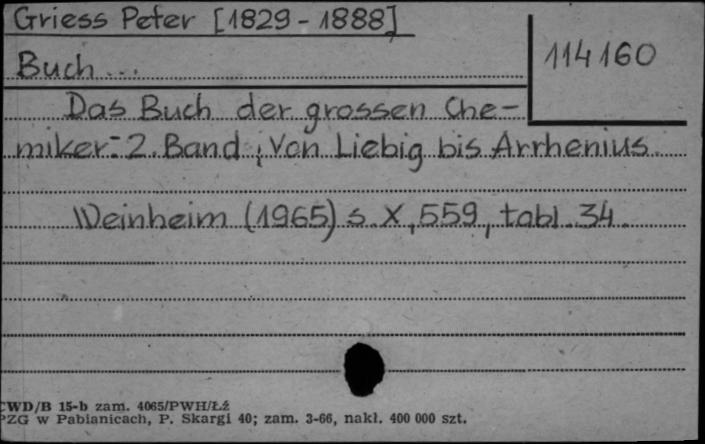 Griess Peter [1829-1888]
114160
Buch...
Das Buch der grossen Che-
miker: 2. Band; Von Liebig bis Arrhenius.
Weinheim (1965) s. X, 559, tabl. 34.
CWD/B 15-b zam. 4065/PWH/Łź
PZG w Pabianicach, P. Skargi 40; zam. 3-66, nakł. 400 000 szt.